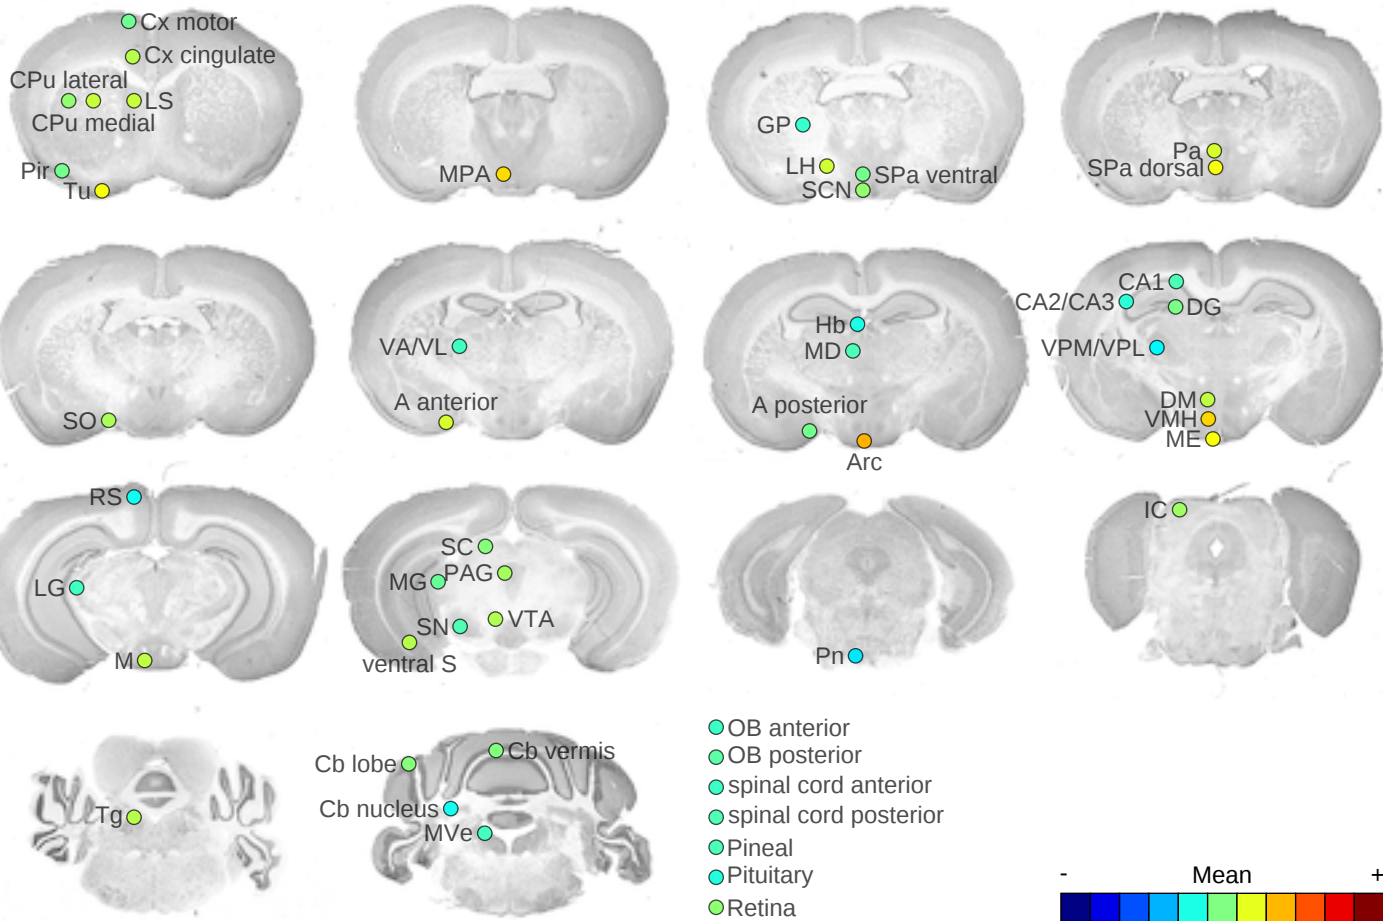 Cx motor
Cx cingulate
CPu lateral
LS
CPu medial
Pir
Tu
MPA
GP
LH
SPa ventral
SCN
Pa
SPa dorsal
SO
VA/VL
A anterior
Hb
MD
A posterior
Arc
CA1
CA2/CA3
DG
VPM/VPL
DM
VMH
ME
RS
LG
M
SC
MG
PAG
SN
VTA
ventral S
Pn
IC
Tg
Cb lobe
Cb vermis
Cb nucleus
MVe
OB anterior
OB posterior
spinal cord anterior
spinal cord posterior
Pineal
Pituitary
Retina
- Mean +